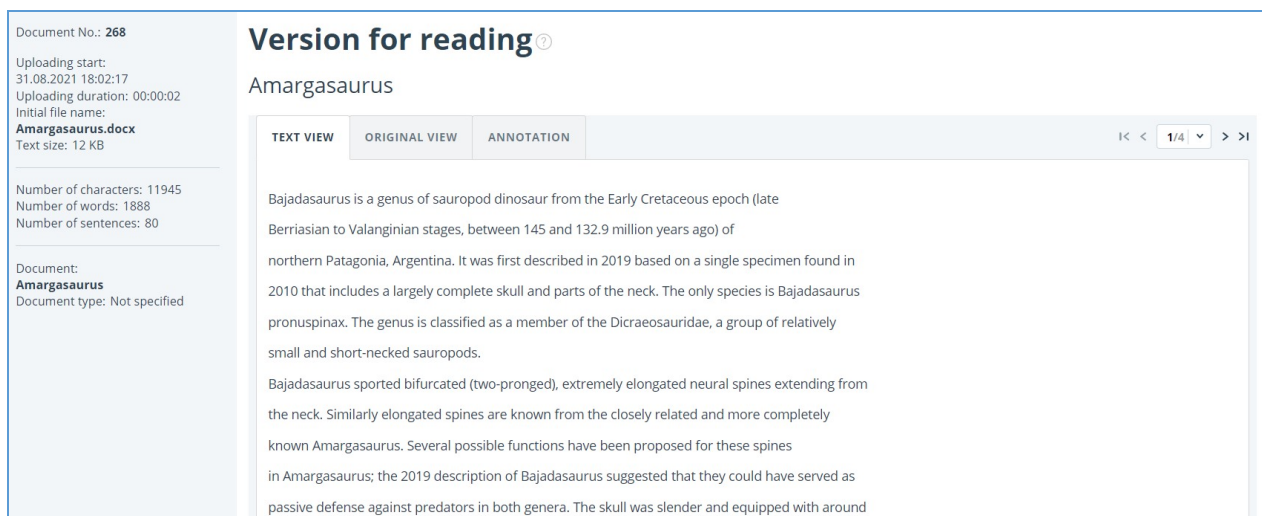 Document No.: 268
Uploading start:
31.08.2021 18:02:17
Uploading duration: 00:00:02
Initial file name:
Amargasaurus.docx
Text size: 12 KB
Number of characters: 11945
Number of words: 1888
Number of sentences: 80
Document:
Amargasaurus
Document type: Not specified
Version for reading ?
Amargasaurus
TEXT VIEW ORIGINAL VIEW ANNOTATION 1/4
Bajadasaurus is a genus of sauropod dinosaur from the Early Cretaceous epoch (late
Berriasian to Valanginian stages, between 145 and 132.9 million years ago) of
northern Patagonia, Argentina. It was first described in 2019 based on a single specimen found in
2010 that includes a largely complete skull and parts of the neck. The only species is Bajadasaurus
pronuspinax. The genus is classified as a member of the Dicraeosauridae, a group of relatively
small and short-necked sauropods.
Bajadasaurus sported bifurcated (two-pronged), extremely elongated neural spines extending from
the neck. Similarly elongated spines are known from the closely related and more completely
known Amargasaurus. Several possible functions have been proposed for these spines
in Amargasaurus; the 2019 description of Bajadasaurus suggested that they could have served as
passive defense against predators in both genera. The skull was slender and equipped with around